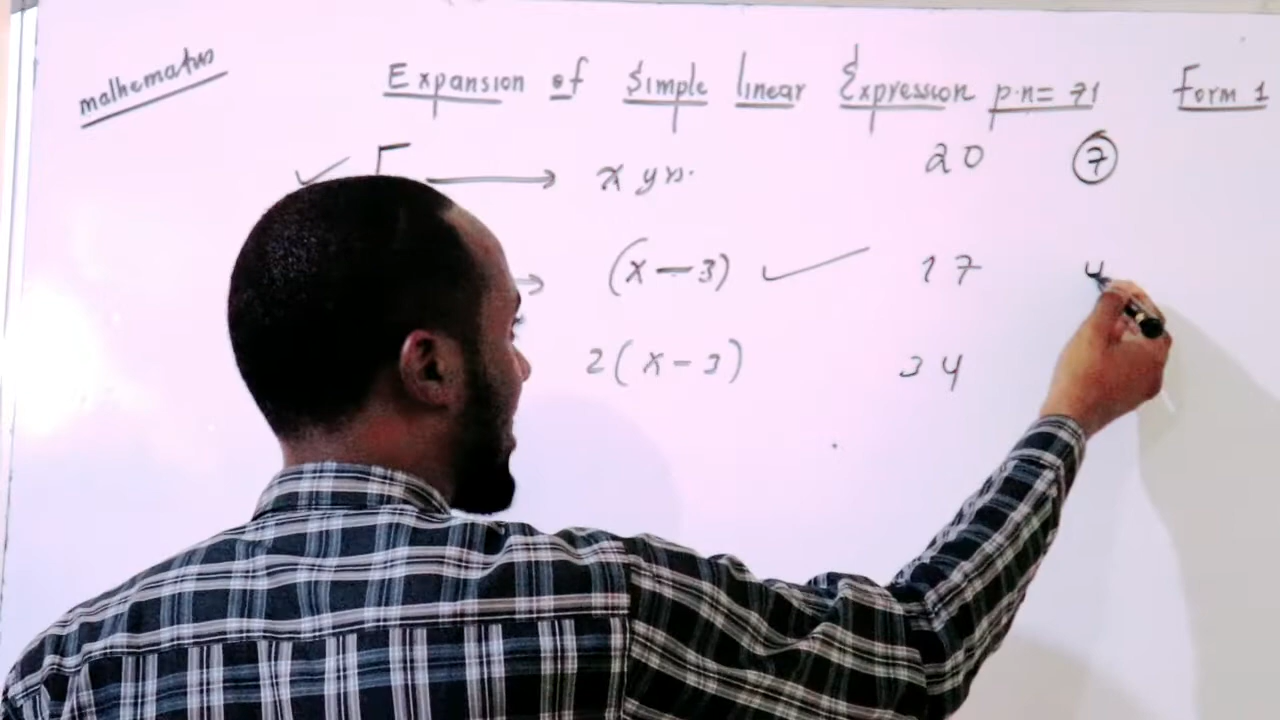 mathematics Expansion of Simple linear Expression p.n= 71 Form 1
x yrs. 20 7
(x-3) 17 4
2(x-3) 34